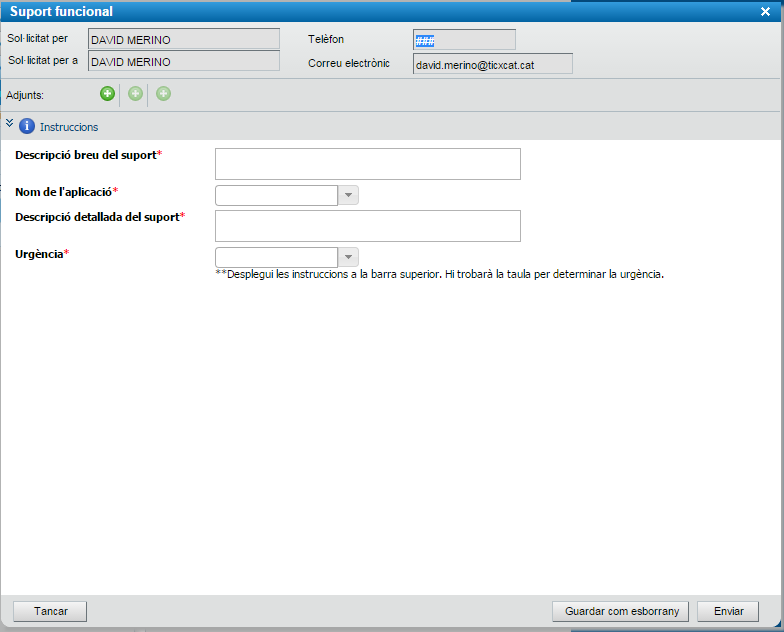 Suport funcional
Sol·licitat per DAVID MERINO Telèfon ###
Sol·licitat per a DAVID MERINO Correu electrònic david.merino@ticxcat.cat
Adjunts:
Instruccions
Descripció breu del suport*
Nom de l'aplicació*
Descripció detallada del suport*
Urgència*
**Desplegui les instruccions a la barra superior. Hi trobarà la taula per determinar la urgència.
Tancar Guardar com esborrany Enviar